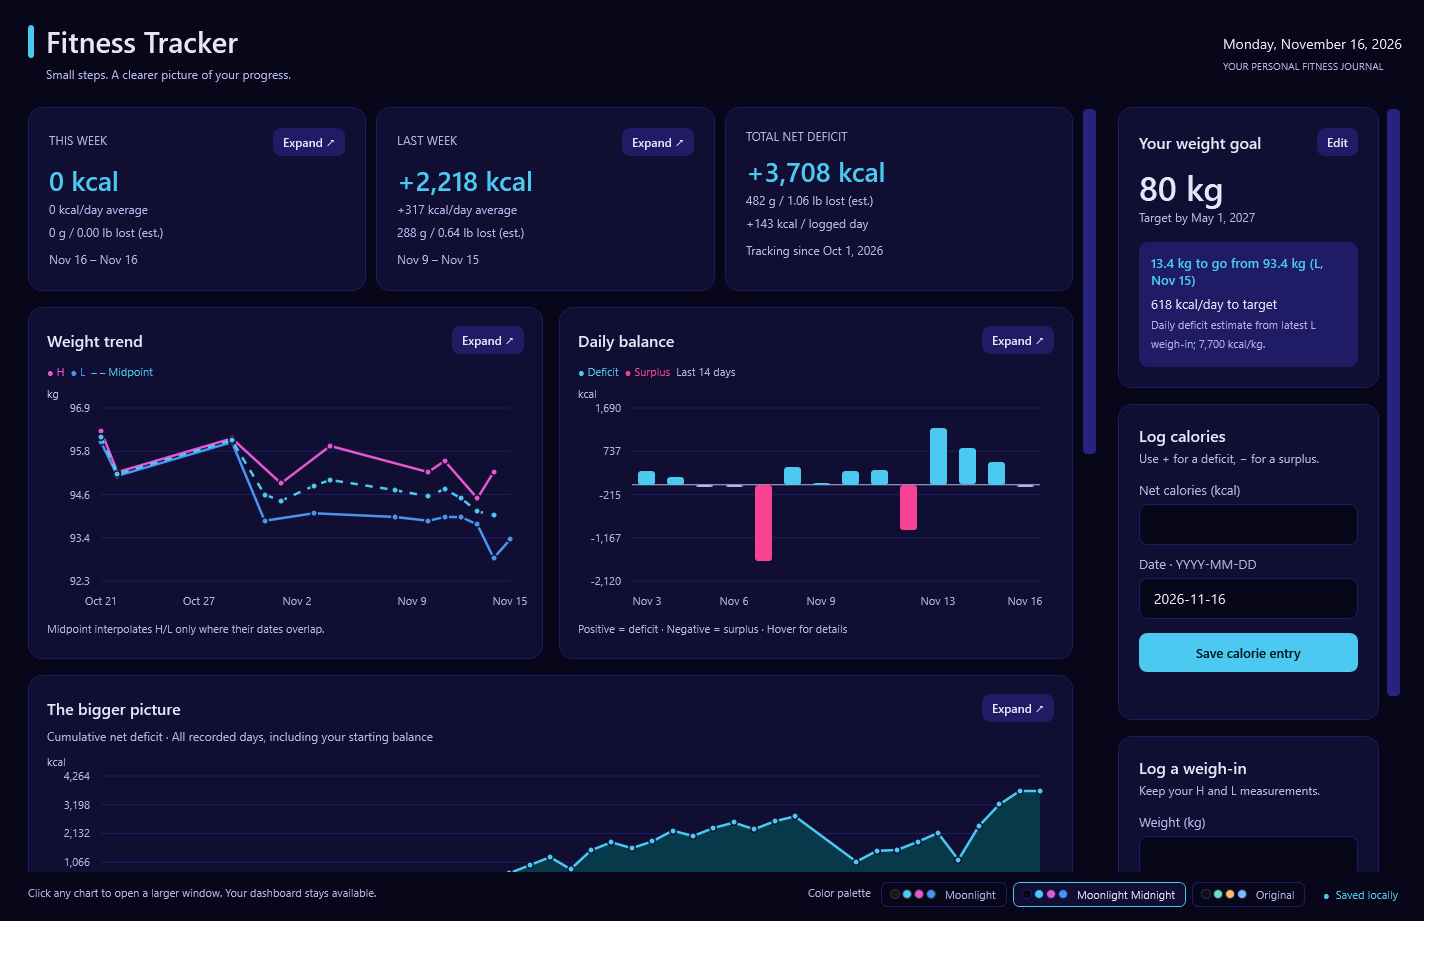 Fitness Tracker
Small steps. A clearer picture of your progress.
Monday, November 16, 2026
YOUR PERSONAL FITNESS JOURNAL
THIS WEEK
Expand ↗
0 kcal
0 kcal/day average
0 g / 0.00 lb lost (est.)
Nov 16 – Nov 16
LAST WEEK
Expand ↗
+2,218 kcal
+317 kcal/day average
288 g / 0.64 lb lost (est.)
Nov 9 – Nov 15
TOTAL NET DEFICIT
+3,708 kcal
482 g / 1.06 lb lost (est.)
+143 kcal / logged day
Tracking since Oct 1, 2026
Weight trend
Expand ↗
● H ● L – – Midpoint
kg
96.9
95.8
94.6
93.4
92.3
Oct 21 Oct 27 Nov 2 Nov 9 Nov 15
Midpoint interpolates H/L only where their dates overlap.
Daily balance
Expand ↗
● Deficit ● Surplus Last 14 days
kcal
1,690
737
-215
-1,167
-2,120
Nov 3 Nov 6 Nov 9 Nov 13 Nov 16
Positive = deficit · Negative = surplus · Hover for details
The bigger picture
Expand ↗
Cumulative net deficit · All recorded days, including your starting balance
kcal
4,264
3,198
2,132
1,066
Your weight goal
Edit
80 kg
Target by May 1, 2027
13.4 kg to go from 93.4 kg (L,
Nov 15)
618 kcal/day to target
Daily deficit estimate from latest L
weigh-in; 7,700 kcal/kg.
Log calories
Use + for a deficit, − for a surplus.
Net calories (kcal)
Date · YYYY-MM-DD
2026-11-16
Save calorie entry
Log a weigh-in
Keep your H and L measurements.
Weight (kg)
Click any chart to open a larger window. Your dashboard stays available.
Color palette
Moonlight
Moonlight Midnight
Original
● Saved locally